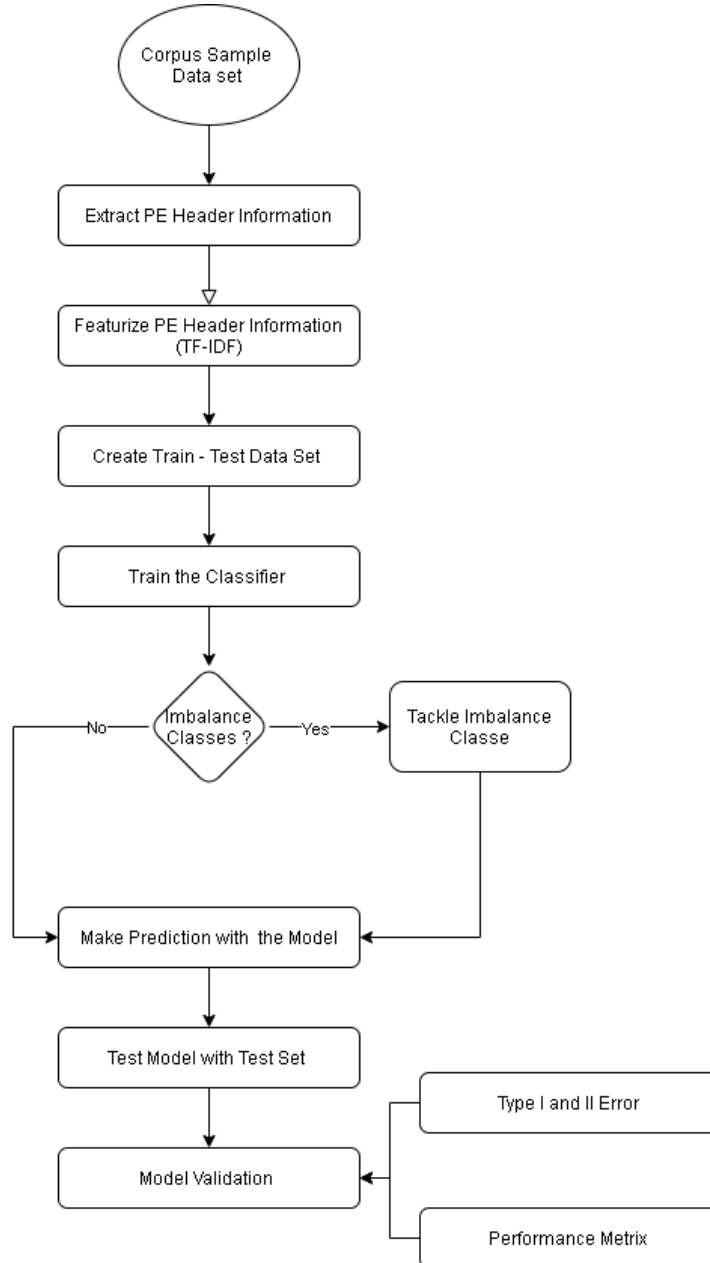 Corpus Sample
Data set
Extract PE Header Information
Featurize PE Header Information
(TF-IDF)
Create Train - Test Data Set
Train the Classifier
Imbalance
Classes ?
No
Yes
Tackle Imbalance
Classe
Make Prediction with the Model
Test Model with Test Set
Type I and II Error
Model Validation
Performance Metrix